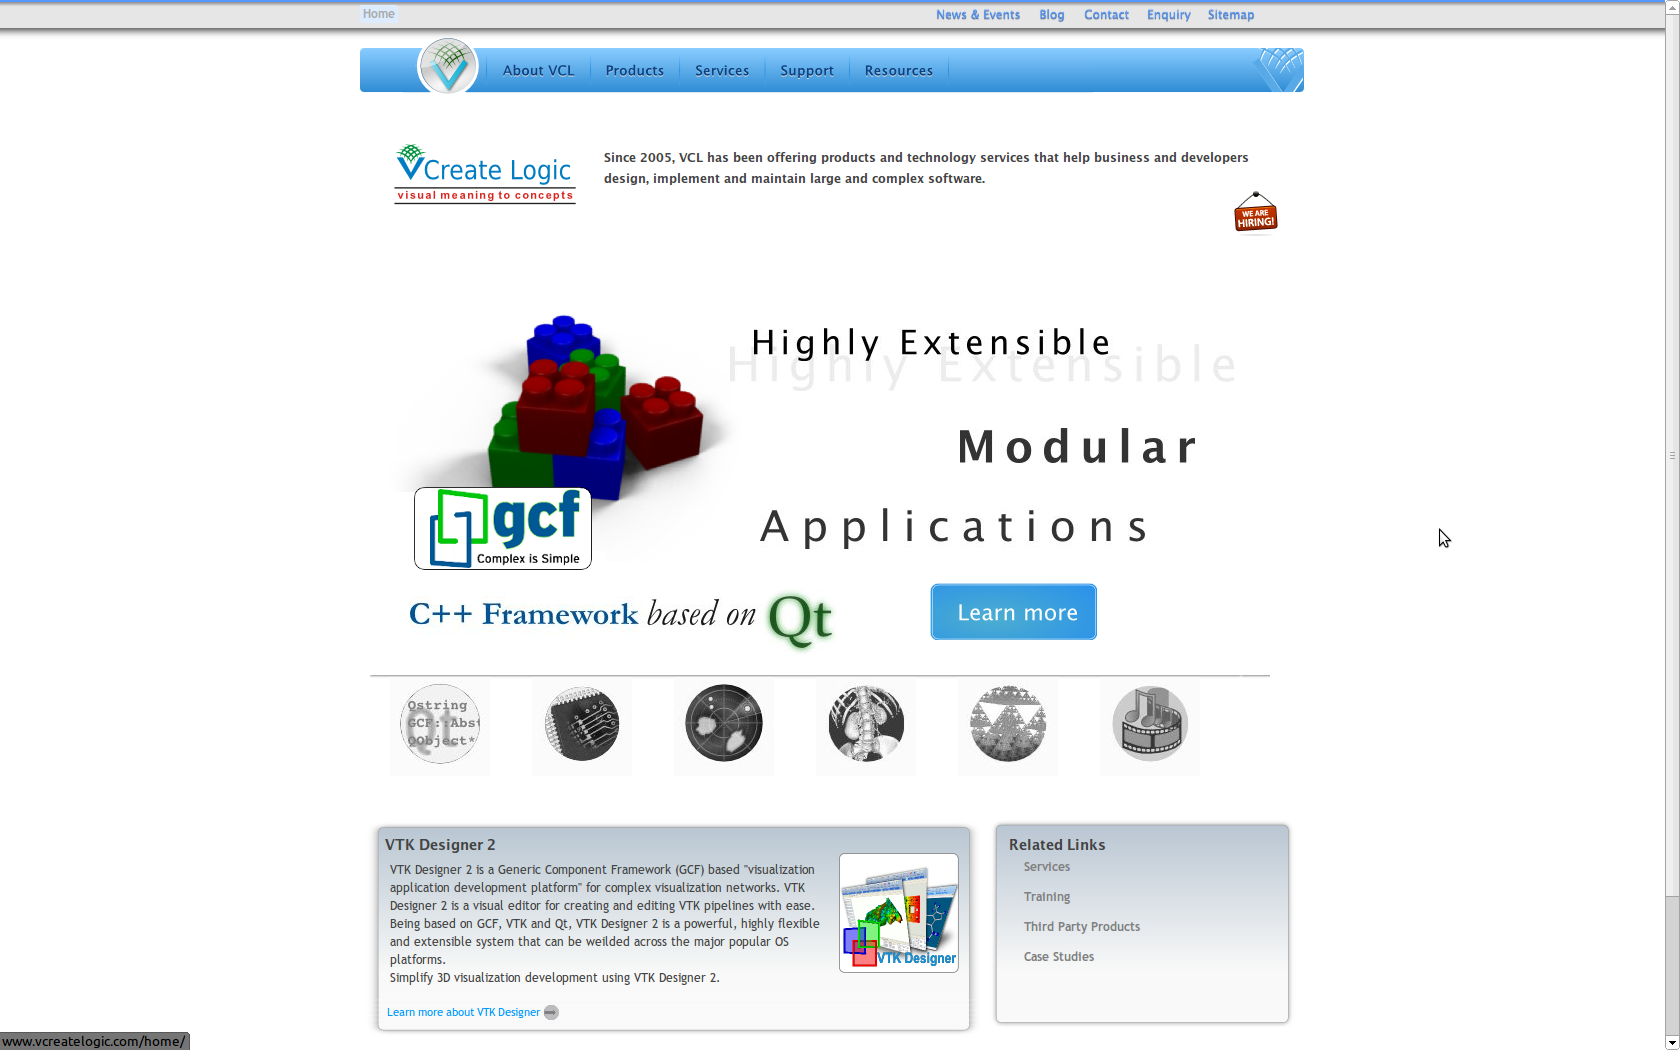 Home
News & Events
Blog
Contact
Enquiry
Sitemap
About VCL
Products
Services
Support
Resources
Create Logic
visual meaning to concepts
Since 2005, VCL has been offering products and technology services that help business and developers
design, implement and maintain large and complex software.
WE ARE
HIRING!
Highly Extensible
Highly Extensible
Modular
Applications
gcf
Complex is Simple
C++ Framework based on Qt
Learn more
Qstring
GCF::Abst
QObject*
Qt
VTK Designer 2
VTK Designer 2 is a Generic Component Framework (GCF) based "visualization
application development platform" for complex visualization networks. VTK
Designer 2 is a visual editor for creating and editing VTK pipelines with ease.
Being based on GCF, VTK and Qt, VTK Designer 2 is a powerful, highly flexible
and extensible system that can be weilded across the major popular OS
platforms.
Simplify 3D visualization development using VTK Designer 2.
Learn more about VTK Designer
VTK Designer
Related Links
Services
Training
Third Party Products
Case Studies
www.vcreatelogic.com/home/